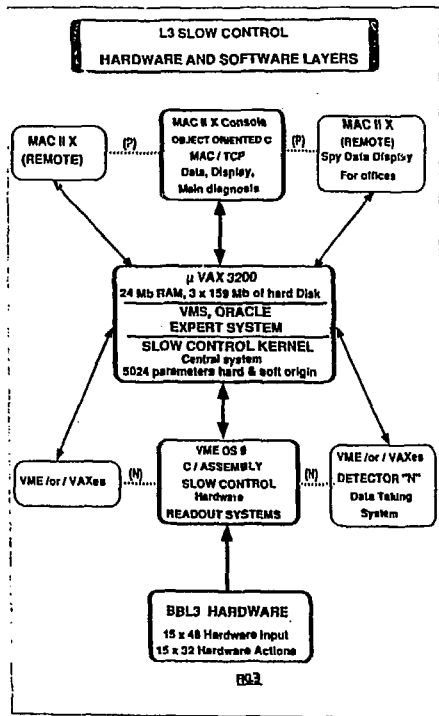 L3 SLOW CONTROL
HARDWARE AND SOFTWARE LAYERS
MAC II X
(REMOTE)
(P)
MAC II X Console
OBJECT ORIENTED C
MAC / TCP
Data, Display,
Main diagnosis
(P)
MAC II X
(REMOTE)
Spy Data Display
For offices
µ VAX 3200
24 Mb RAM, 3 x 159 Mb of hard Disk
VMS, ORACLE
EXPERT SYSTEM
SLOW CONTROL KERNEL
Central system
5024 parameters hard & soft origin
VME /or / VAXes
(N)
VME OS 9
C / ASSEMBLY
SLOW CONTROL
Hardware
READOUT SYSTEMS
(N)
VME /or / VAXes
DETECTOR "N"
Data Taking
System
BBL3 HARDWARE
15 x 48 Hardware Input
15 x 32 Hardware Actions
FIG3